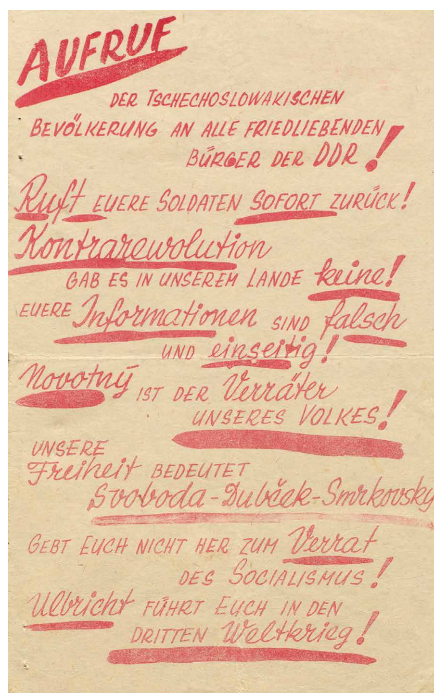 AUFRUF
DER TSCHECHOSLOWAKISCHEN
BEVÖLKERUNG AN ALLE FRIEDLIEBENDEN
BÜRGER DER DDR!
Ruft EUERE SOLDATEN SOFORT ZURÜCK!
Kontrarewolution
GAB ES IN UNSEREM LANDE keine!
EUERE Informationen SIND falsch
UND einseitig!
Novotný IST DER Verräter
UNSERES VOLKES!
UNSERE
Freiheit BEDEUTET
Svoboda-Dubček-Smrkovsky
GEBT EUCH NICHT HER ZUM Verrat
DES SOCIALISMUS!
Ulbricht FÜHRT EUCH IN DEN
DRITTEN Weltkrieg!